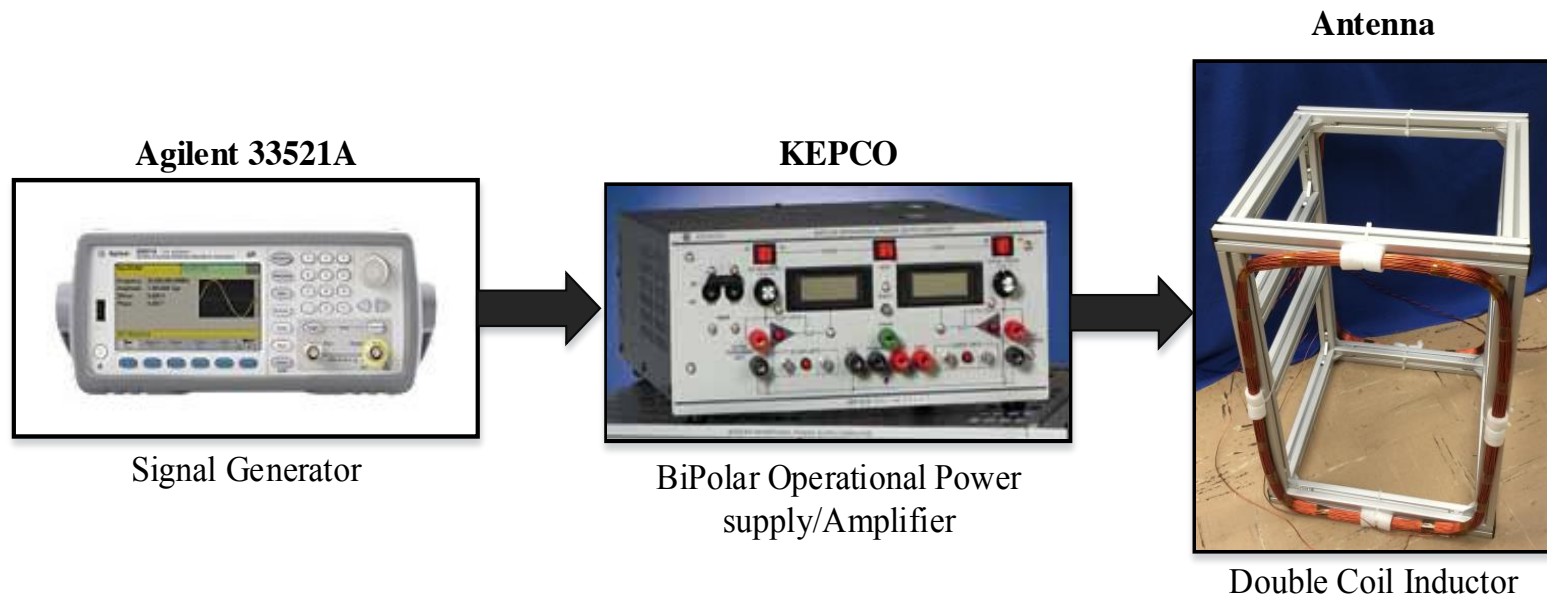 Antenna
Agilent 33521A
KEPCO
Signal Generator
BiPolar Operational Power
supply/Amplifier
Double Coil Inductor